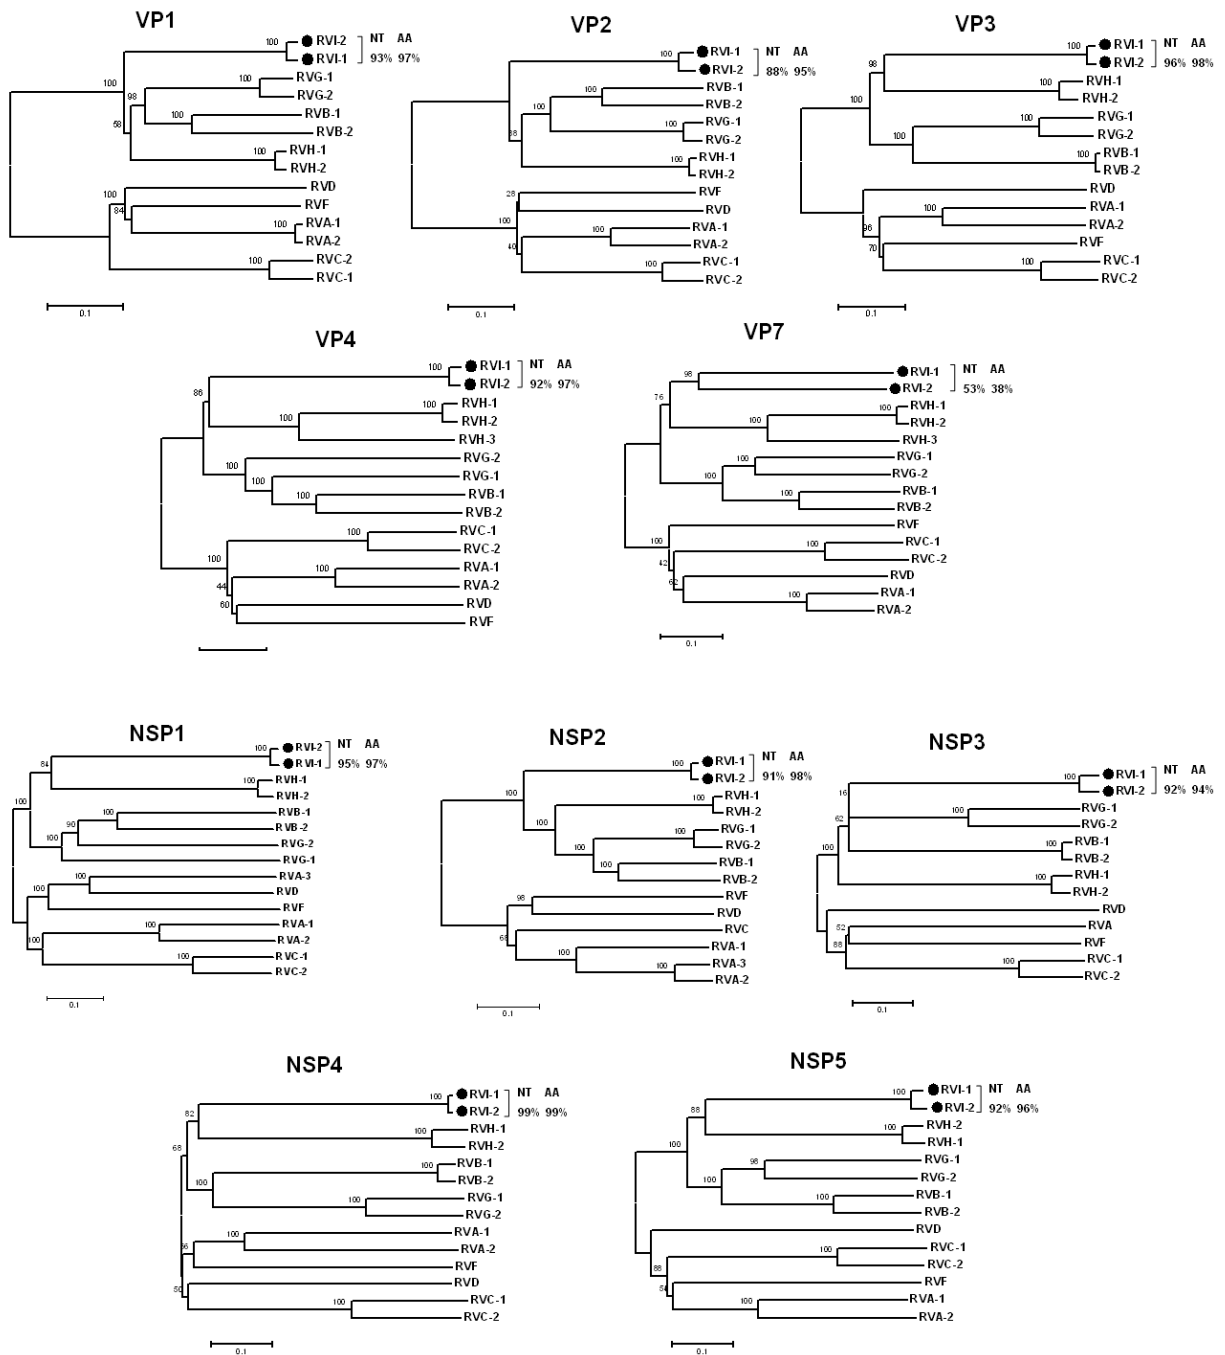 VP1
100
RVI-2 NT AA
RVI-1 93% 97%
100
98
100
RVG-1
RVG-2
58
100
RVB-1
RVB-2
100
RVH-1
RVH-2
100
RVD
84
RVF
100
RVA-1
RVA-2
100
RVC-2
RVC-1
0.1
VP2
100
RVI-1 NT AA
RVI-2 88% 95%
100
RVB-1
RVB-2
100
100
RVG-1
RVG-2
100
RVH-1
RVH-2
28
RVF
RVD
100
100
RVA-1
RVA-2
40
100
RVC-1
RVC-2
0.1
VP3
98
100
RVI-1 NT AA
RVI-2 96% 98%
100
RVH-1
RVH-2
100
100
RVG-1
RVG-2
100
100
RVB-1
RVB-2
RVD
96
100
RVA-1
RVA-2
70
RVF
100
RVC-1
RVC-2
0.1
VP4
86
100
RVI-1 NT AA
RVI-2 92% 97%
100
100
RVH-1
RVH-2
RVH-3
100
RVG-2
100
RVG-1
100
RVB-1
RVB-2
100
100
RVC-1
RVC-2
44
100
RVA-1
RVA-2
60
RVD
RVF
VP7
98
RVI-1 NT AA
RVI-2 53% 38%
76
100
100
RVH-1
RVH-2
RVH-3
100
100
RVG-1
RVG-2
100
RVB-1
RVB-2
100
RVF
42
100
RVC-1
RVC-2
62
RVD
100
RVA-1
RVA-2
0.1
NSP1
84
100
RVI-2 NT AA
RVI-1 95% 97%
100
RVH-1
RVH-2
100
90
100
RVB-1
RVB-2
RVG-2
100
RVG-1
100
100
RVA-3
RVD
RVF
100
100
RVA-1
RVA-2
100
RVC-1
RVC-2
0.1
NSP2
100
100
RVI-1 NT AA
RVI-2 91% 98%
100
100
RVH-1
RVH-2
100
100
RVG-1
RVG-2
100
RVB-1
RVB-2
98
RVF
RVD
RVC
100
RVA-1
100
RVA-3
RVA-2
0.1
NSP3
16
100
RVI-1 NT AA
RVI-2 92% 94%
62
100
RVG-1
RVG-2
100
RVB-1
RVB-2
100
100
RVH-1
RVH-2
RVD
52
RVA
RVF
88
100
RVC-1
RVC-2
0.1
NSP4
82
100
RVI-1 NT AA
RVI-2 99% 99%
100
RVH-1
RVH-2
68
100
100
RVB-1
RVB-2
100
RVG-1
RVG-2
100
RVA-1
RVA-2
RVF
50
RVD
100
RVC-1
RVC-2
0.1
NSP5
88
100
RVI-1 NT AA
RVI-2 92% 96%
100
RVH-2
RVH-1
100
98
RVG-1
RVG-2
100
100
RVB-1
RVB-2
RVD
88
100
RVC-1
RVC-2
RVF
100
RVA-1
RVA-2
0.1